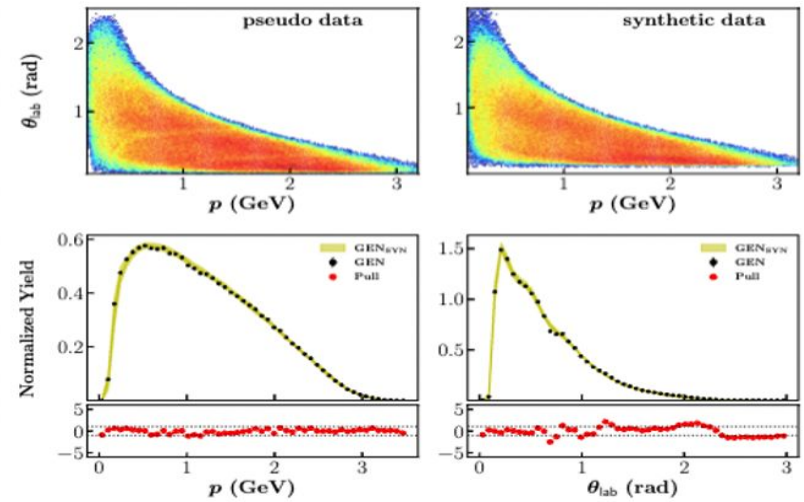 pseudo data
synthetic data
θlab (rad)
2
1
1
2
3
p (GeV)
2
1
1
2
3
p (GeV)
Normalized Yield
0.6
0.4
0.2
GENSYN
GEN
Pull
5
0
−5
0
1
2
3
p (GeV)
1.5
1.0
0.5
GENSYN
GEN
Pull
5
0
−5
0
1
2
3
θlab (rad)